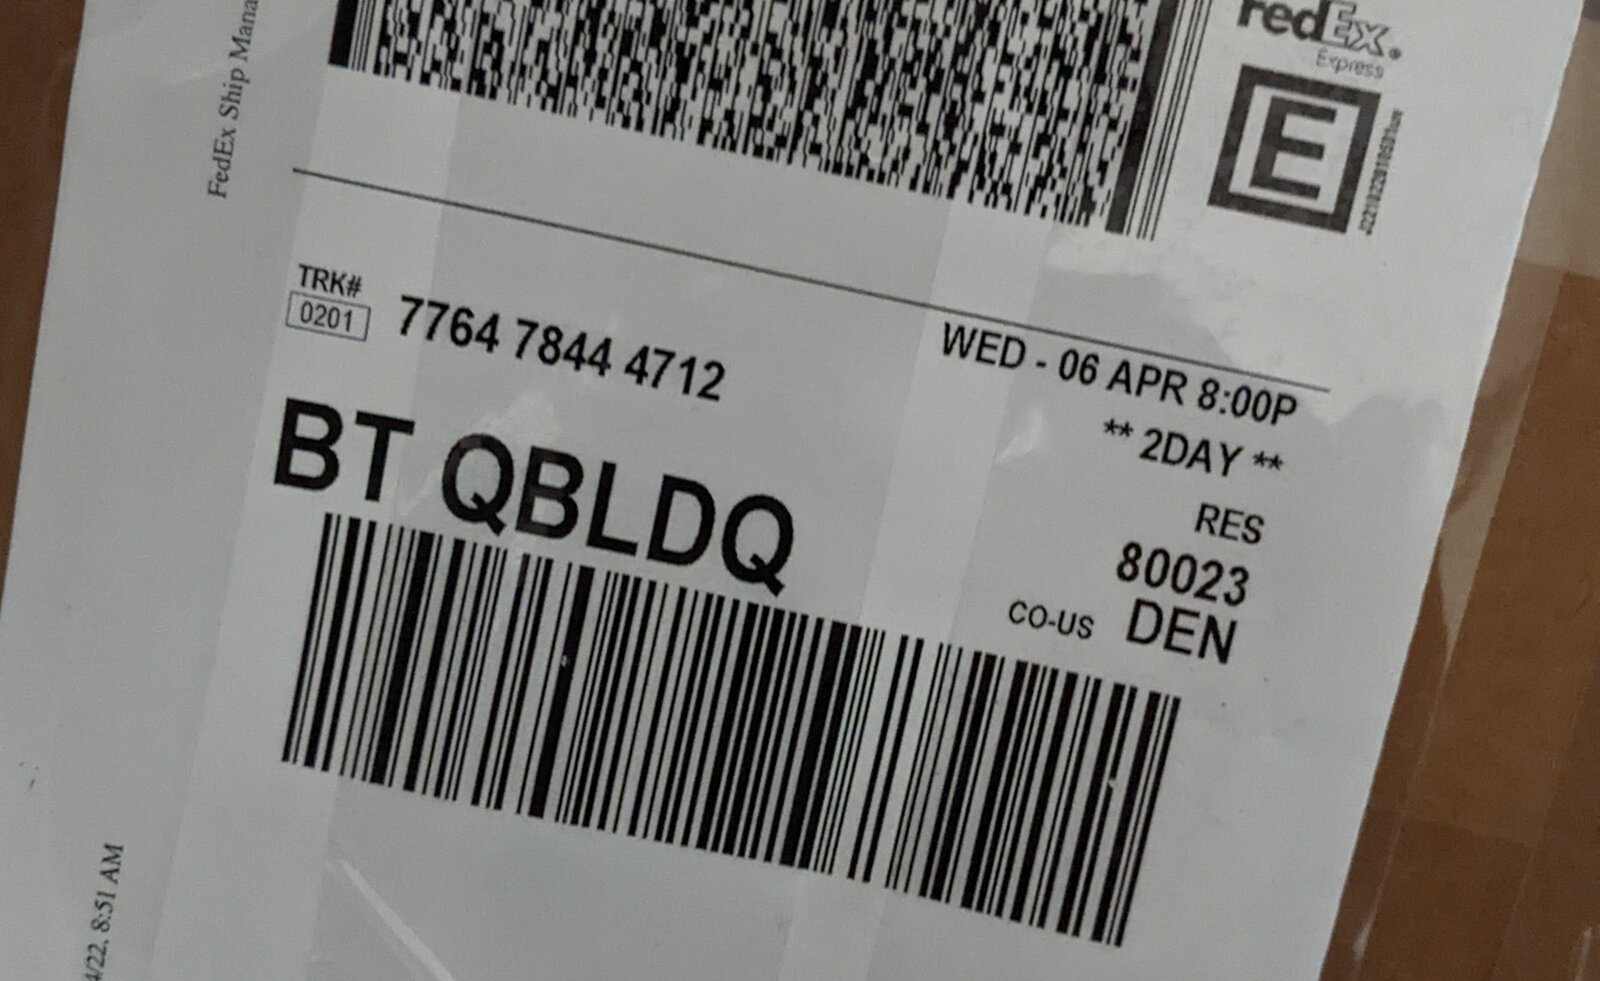 FedEx Ship Mana
FedEx®
Express
E
TRK#
0201
7764 7844 4712
WED - 06 APR 8:00P
** 2DAY **
BT QBLDQ
RES
80023
CO-US DEN
4/22, 8:51 AM